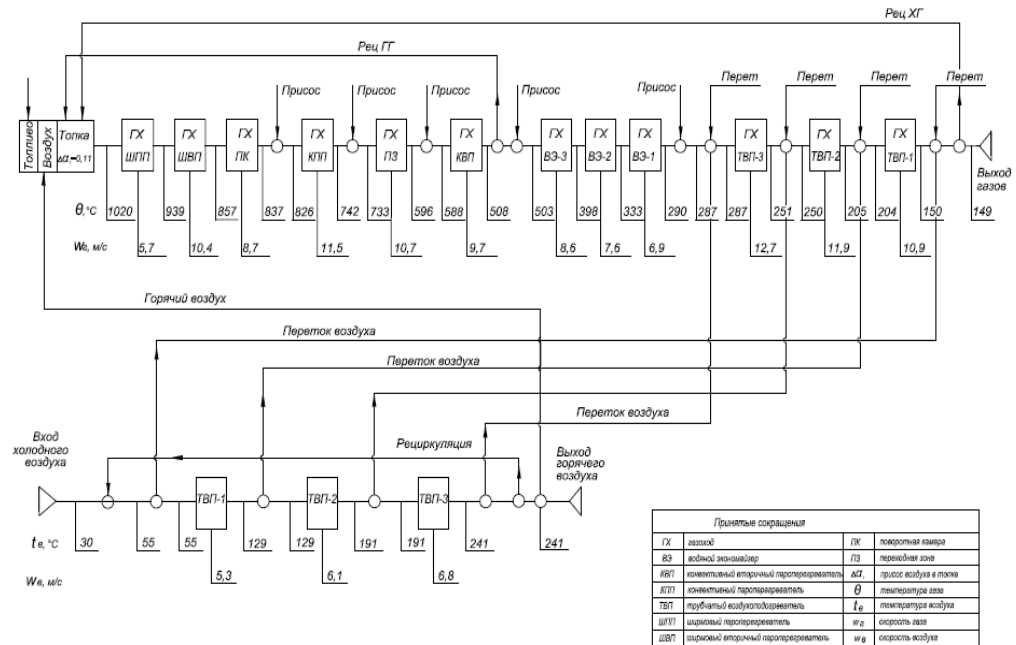 Рец ХГ
Рец ГГ
Присос
Присос
Присос
Присос
Присос
Перет
Перет
Перет
Перет
Топливо
Воздух
Топка
Δα,=0,11
ГХ
ШПП
ГХ
ШВП
ГХ
ПК
ГХ
КПП
ГХ
ПЗ
ГХ
КВП
ГХ
ВЭ-3
ГХ
ВЭ-2
ГХ
ВЭ-1
ГХ
ТВП-3
ГХ
ТВП-2
ГХ
ТВП-1
Выход
газов
θ,°C 1020 939 857 837 826 742 733 596 588 508 503 398 333 290 287 287 251 250 205 204 150 149
Wг, м/с 5,7 10,4 8,7 11,5 10,7 9,7 8,6 7,6 6,9 12,7 11,9 10,9
Горячий воздух
Переток воздуха
Переток воздуха
Переток воздуха
Рециркуляция
Вход
холодного
воздуха
Выход
горячего
воздуха
ТВП-1
ТВП-2
ТВП-3
tв, °C 30 55 55 129 129 191 191 241 241
Wв, м/с 5,3 6,1 6,8
Принятые сокращения
ГХ газоход ПК поворотная камера
ВЭ водяной экономайзер ПЗ переходная зона
КВП конвективный вторичный пароперегреватель Δα, присос воздуха в топке
КПП конвективный пароперегреватель θ температура газа
ТВП трубчатый воздухоподогреватель tв температура воздуха
ШПП ширмовый пароперегреватель wг скорость газа
ШВП ширмовый вторичный пароперегреватель wв скорость воздуха